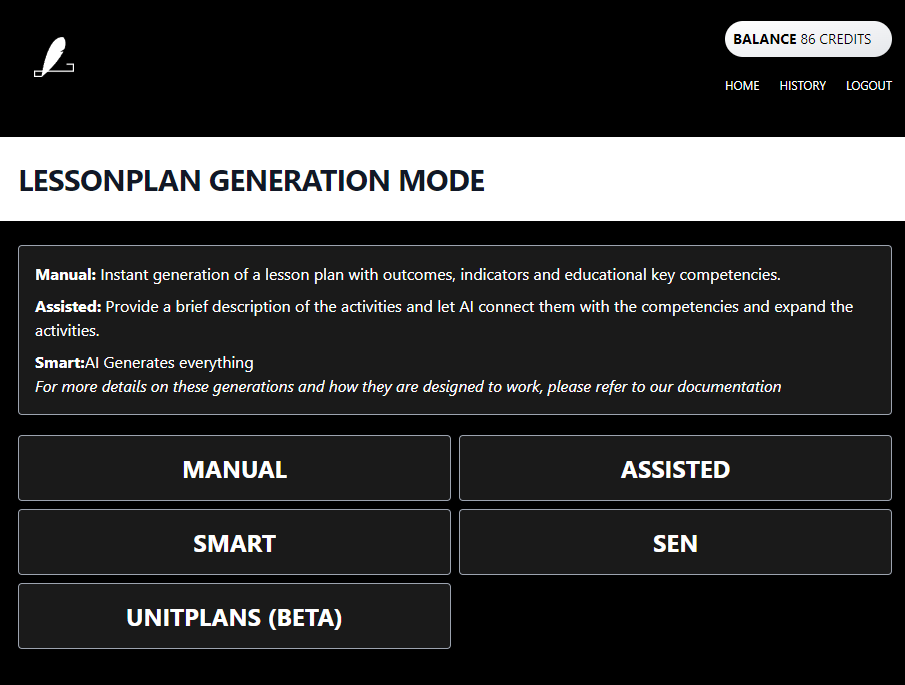 BALANCE 86 CREDITS
HOME HISTORY LOGOUT
LESSONPLAN GENERATION MODE
Manual: Instant generation of a lesson plan with outcomes, indicators and educational key competencies.
Assisted: Provide a brief description of the activities and let AI connect them with the competencies and expand the
activities.
Smart:AI Generates everything
For more details on these generations and how they are designed to work, please refer to our documentation
MANUAL
ASSISTED
SMART
SEN
UNITPLANS (BETA)